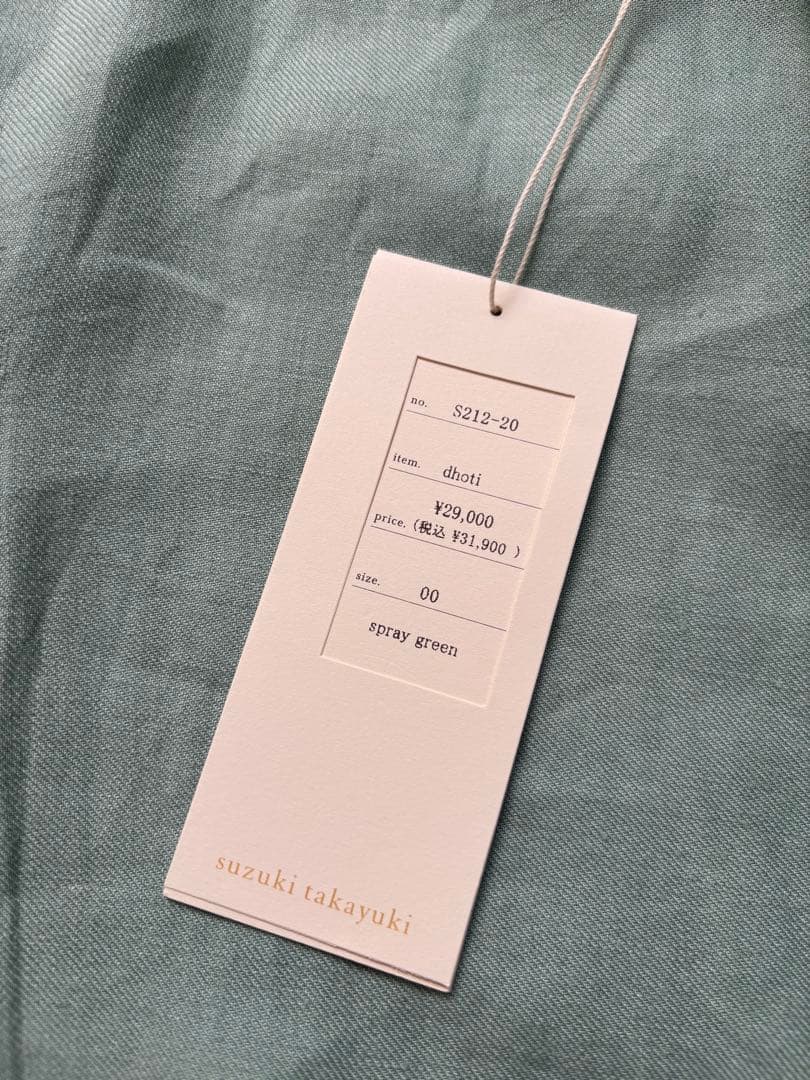 no. S212-20
item. dhoti
¥29,000
price. (税込 ¥31,900 )
size. 00
spray green
suzuki takayuki